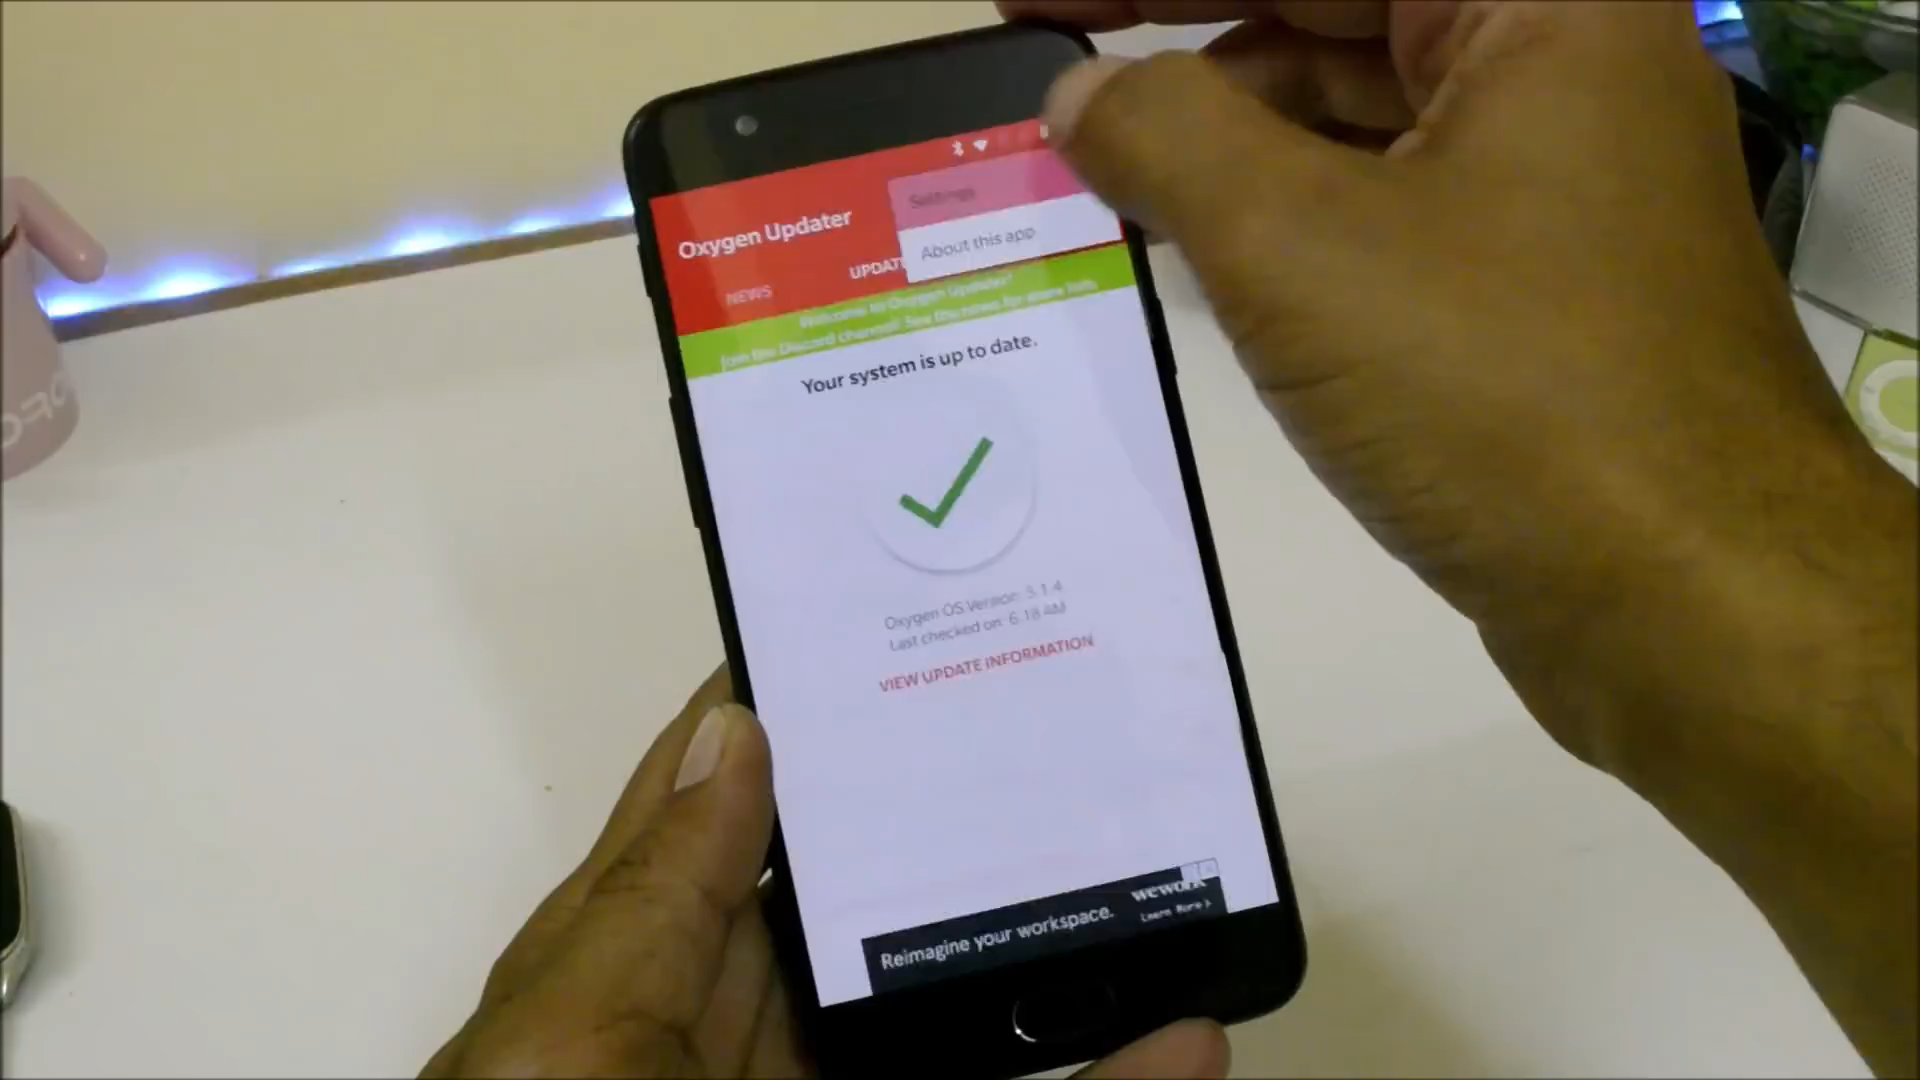 Settings
Oxygen Updater
About this app
UPDAT
NEWS
Welcome to Oxygen Updater!
Join the Discord channel! See the news for more info
Your system is up to date.
Oxygen OS Version: 5.1.4
Last checked on: 6:18 AM
VIEW UPDATE INFORMATION
wework
Learn More >
Reimagine your workspace.